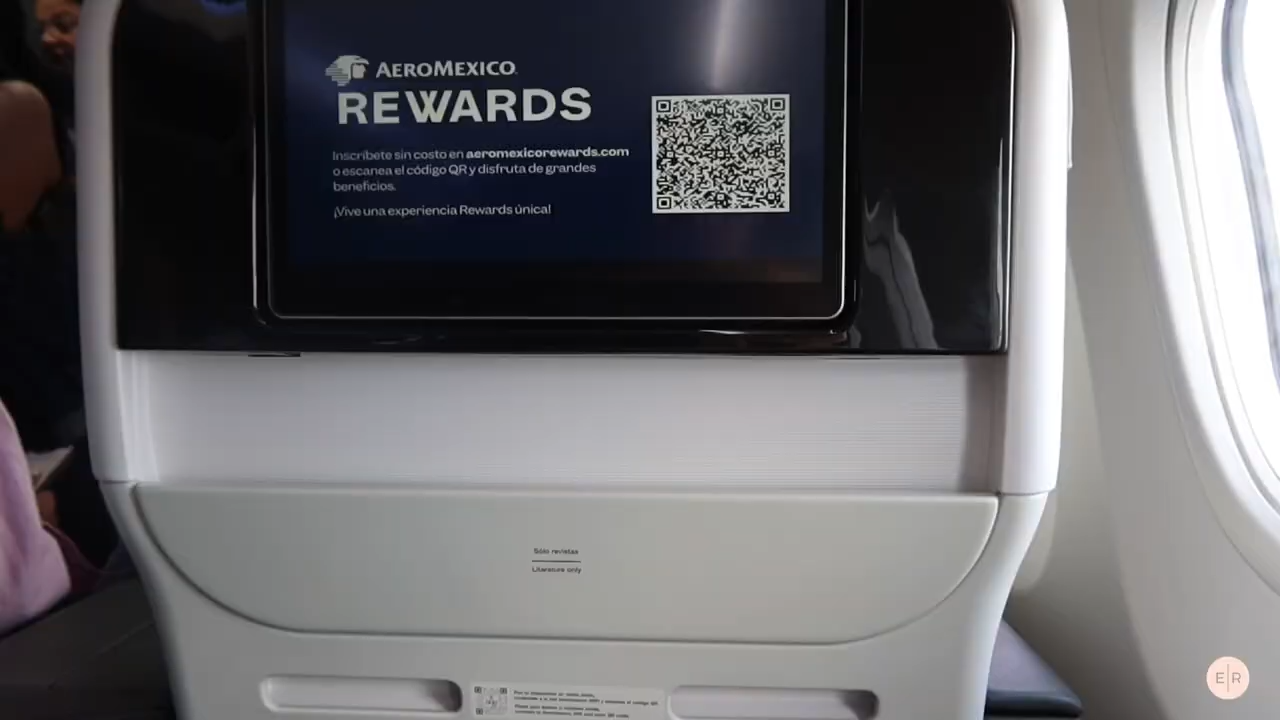 AEROMEXICO
REWARDS
Inscríbete sin costo en aeromexicorewards.com
o escanea el código QR y disfruta de grandes
beneficios.
¡Vive una experiencia Rewards única!
Sólo revistas
Literature only
E|R